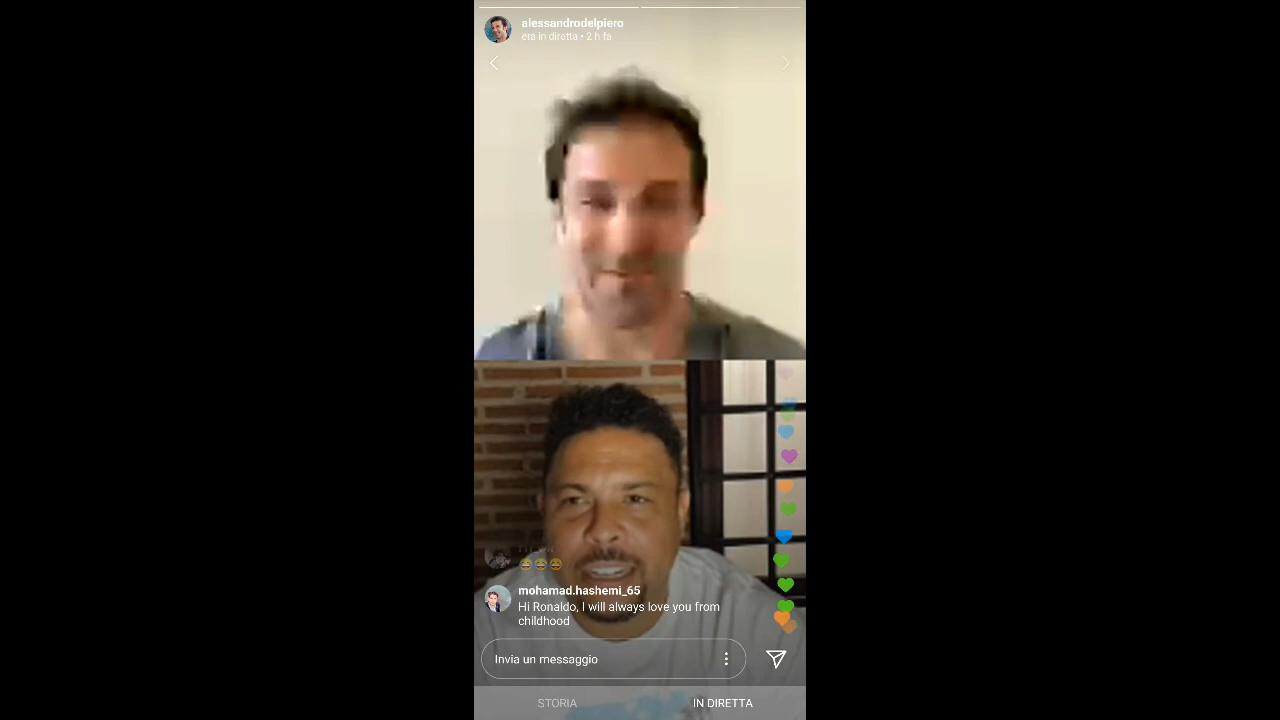 alessandrodelpiero
era in diretta • 2 h fa
😂😂😂
mohamad.hashemi_65
Hi Ronaldo, I will always love you from
childhood
Invia un messaggio
STORIA
IN DIRETTA